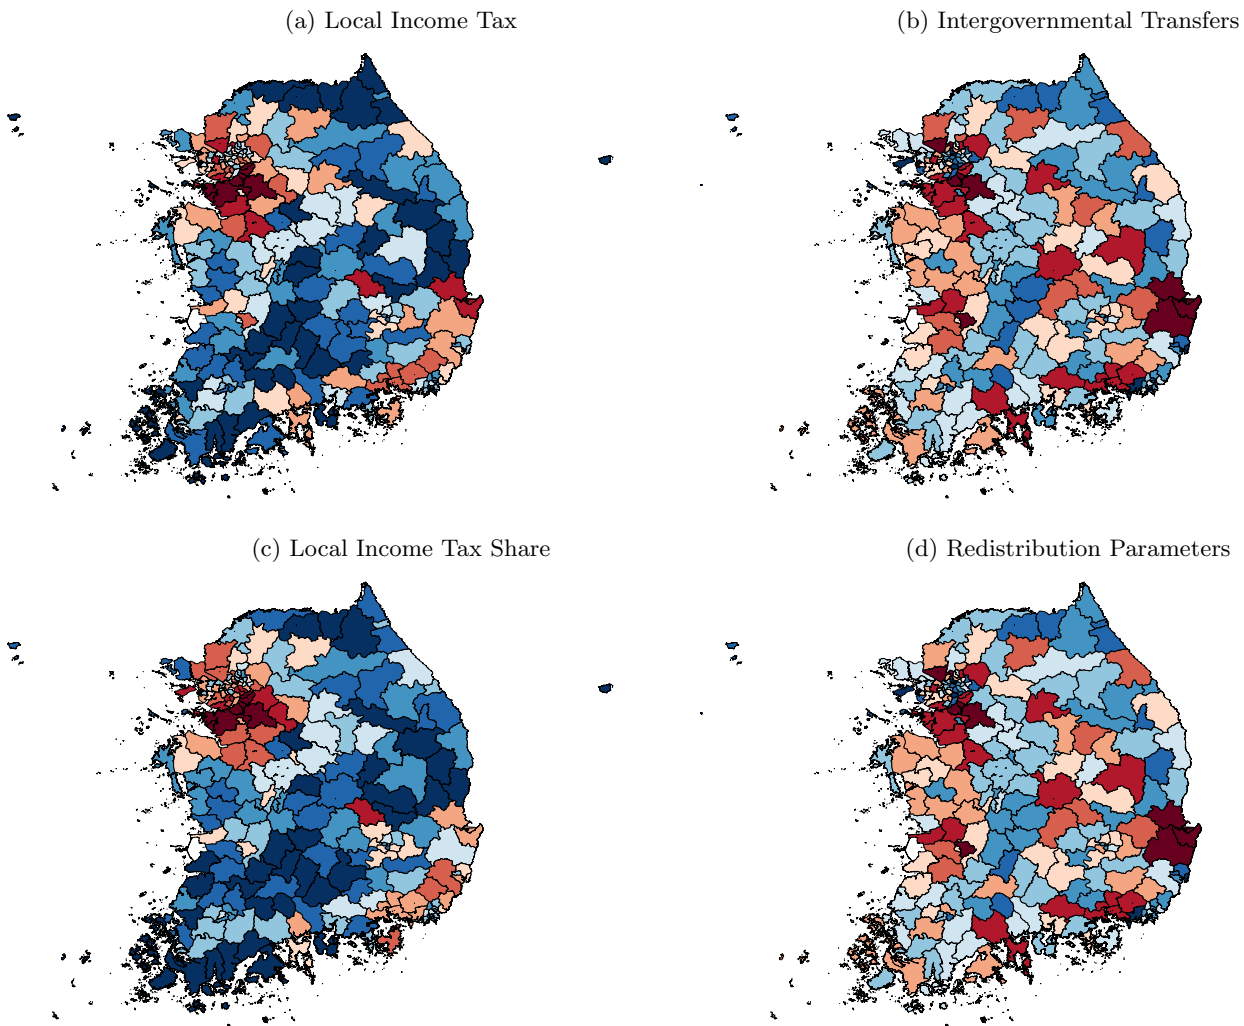 (a) Local Income Tax
(b) Intergovernmental Transfers
(c) Local Income Tax Share
(d) Redistribution Parameters